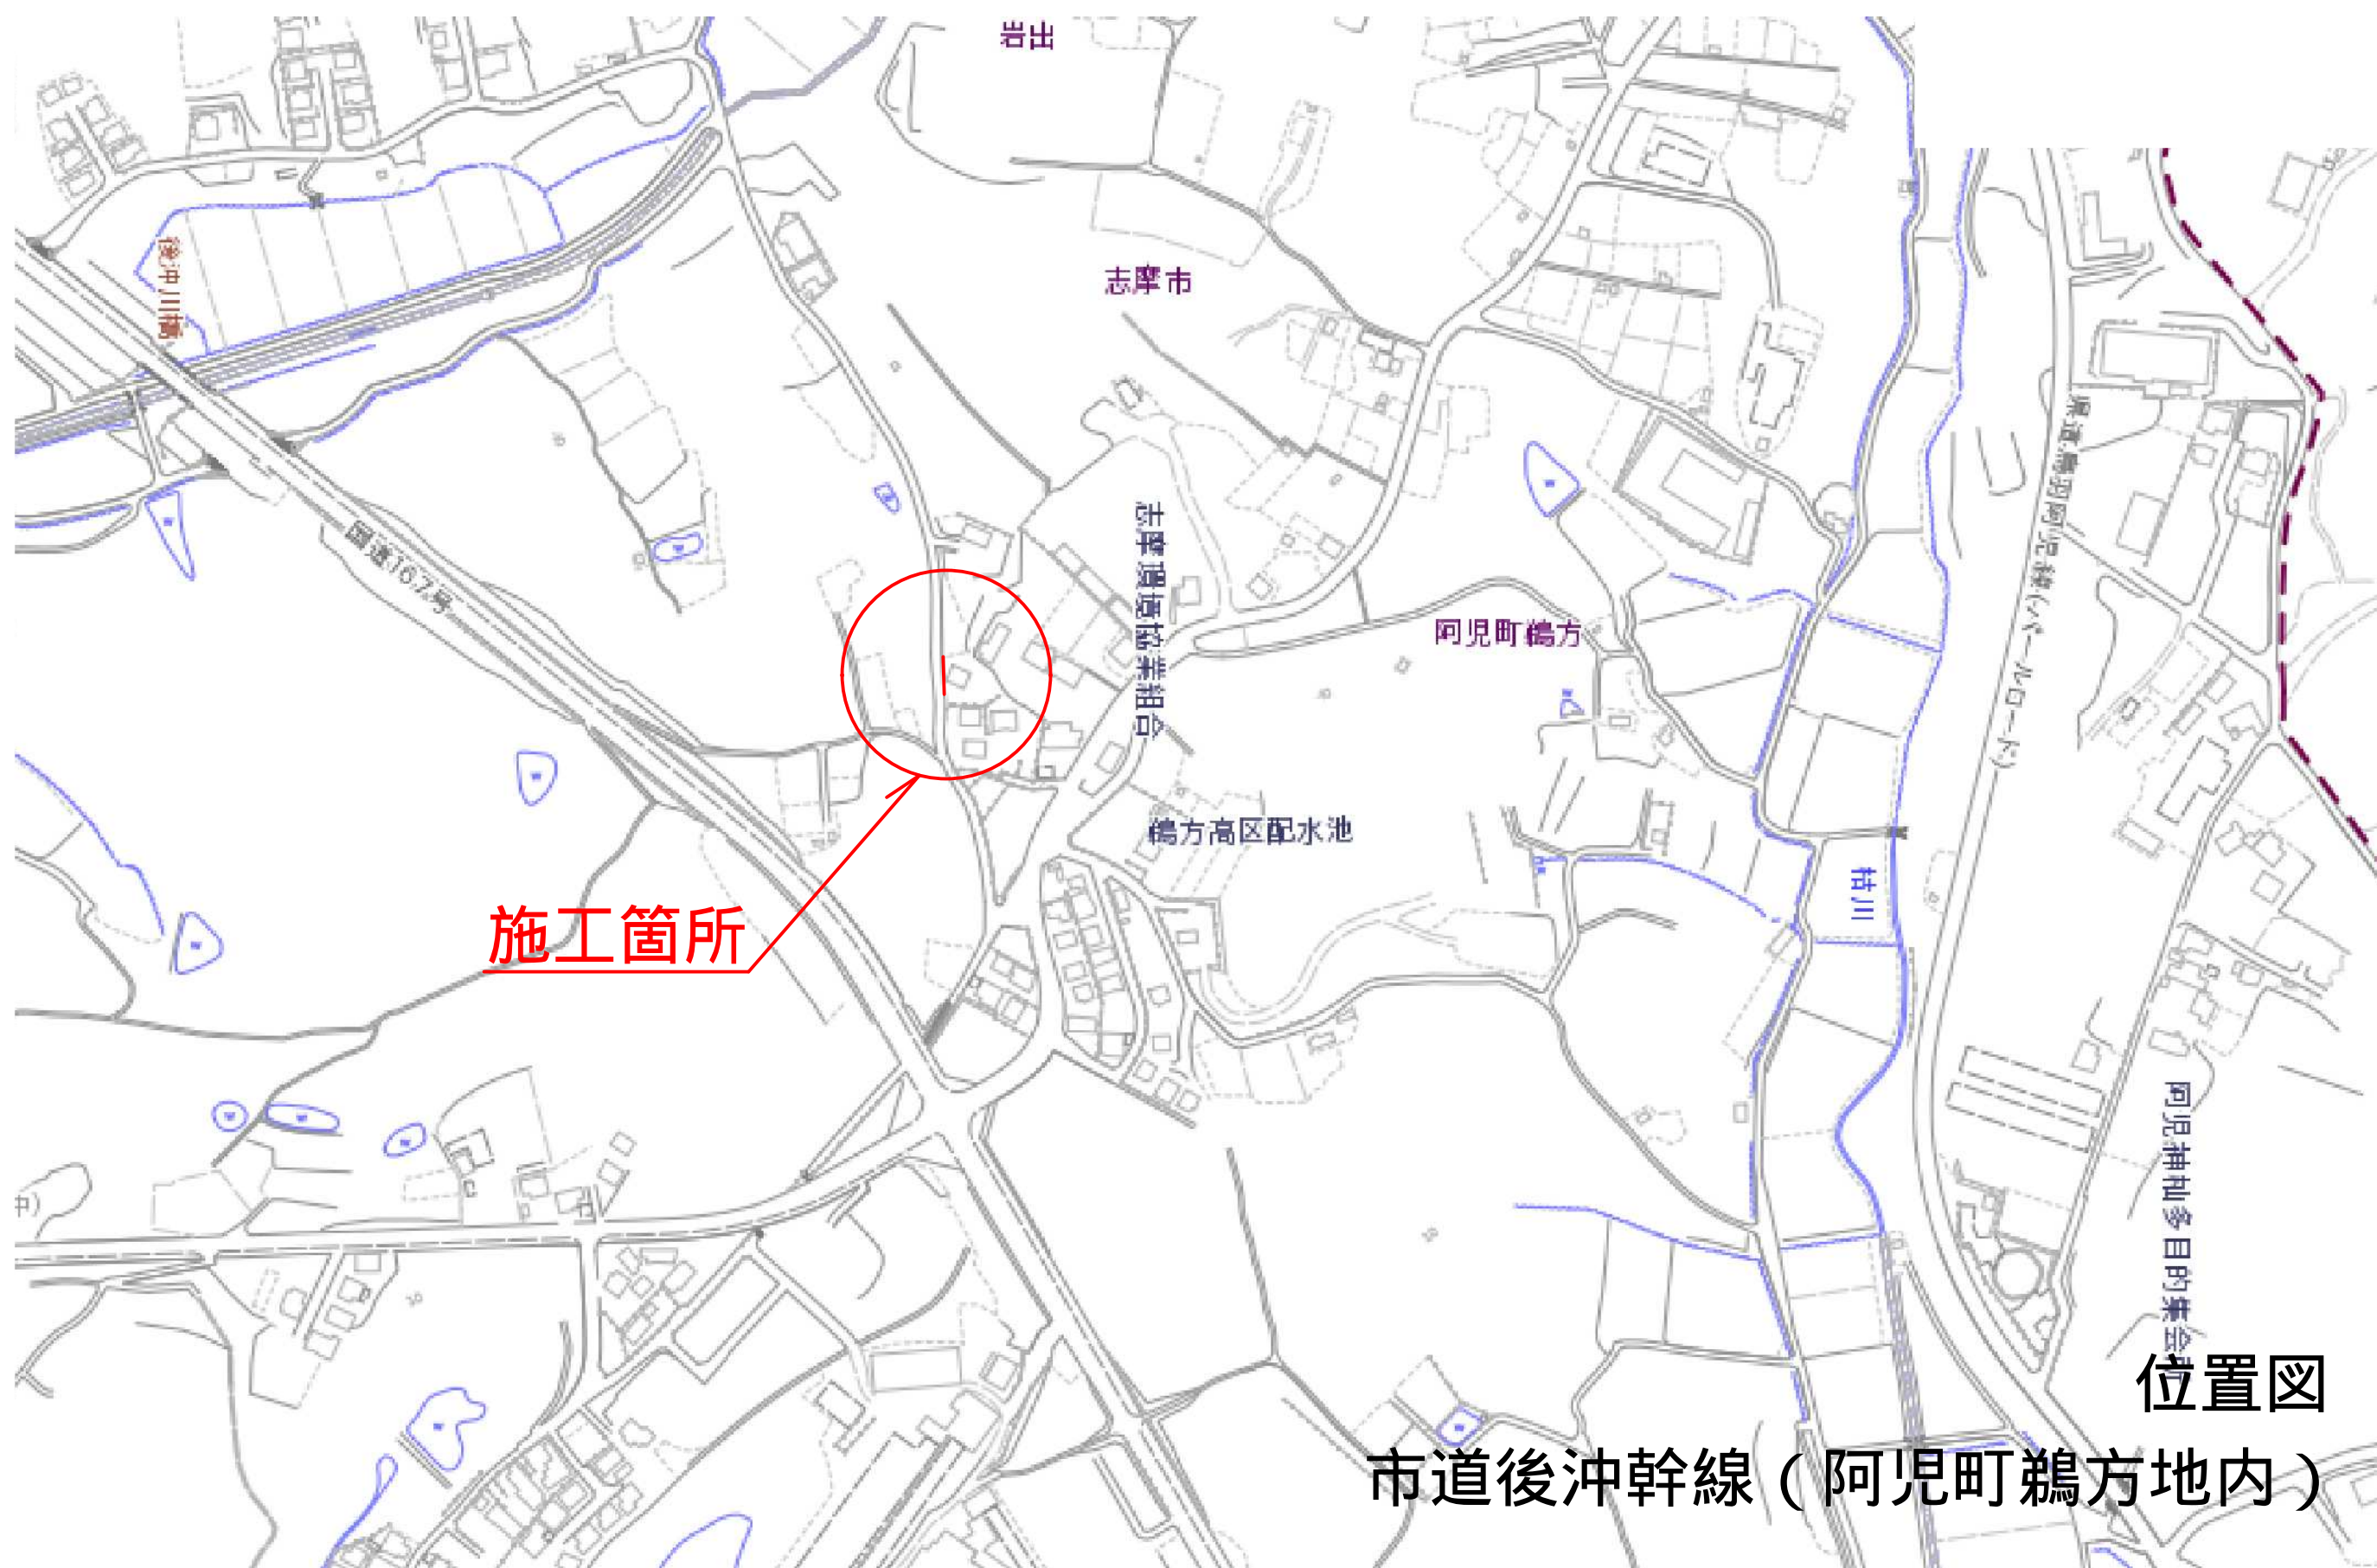 岩出
志摩市
後沖川橋
国道167号
志摩環境協業組合
阿児町鵜方
県道鳥羽阿児線(パールロード)
鵜方高区配水池
枯川
施工箇所
阿児神社多目的集会所
中)
位置図
市道後沖幹線（阿児町鵜方地内）